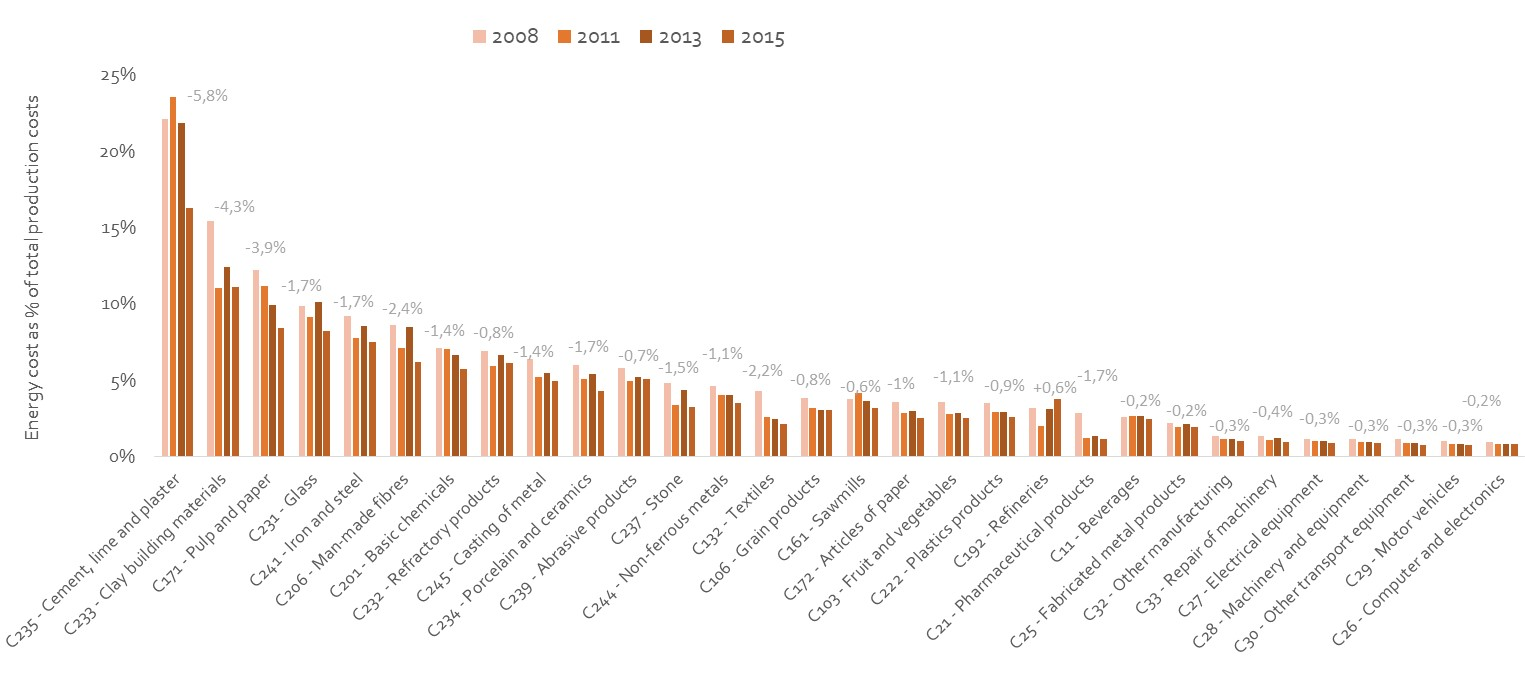 2008 2011 2013 2015
Energy cost as % of total production costs
25%
20%
15%
10%
5%
0%
-5,8%
-4,3%
-3,9%
-1,7%
-1,7%
-2,4%
-1,4%
-0,8%
-1,4%
-1,7%
-0,7%
-1,5%
-1,1%
-2,2%
-0,8%
-0,6%
-1%
-1,1%
-0,9%
+0,6%
-1,7%
-0,2%
-0,2%
-0,3%
-0,4%
-0,3%
-0,3%
-0,3%
-0,3%
-0,2%
C235 - Cement, lime and plaster
C233 - Clay building materials
C171 - Pulp and paper
C231 - Glass
C241 - Iron and steel
C206 - Man-made fibres
C201 - Basic chemicals
C232 - Refractory products
C245 - Casting of metal
C234 - Porcelain and ceramics
C239 - Abrasive products
C237 - Stone
C244 - Non-ferrous metals
C132 - Textiles
C106 - Grain products
C161 - Sawmills
C172 - Articles of paper
C103 - Fruit and vegetables
C222 - Plastics products
C192 - Refineries
C21 - Pharmaceutical products
C11 - Beverages
C25 - Fabricated metal products
C32 - Other manufacturing
C33 - Repair of machinery
C27 - Electrical equipment
C28 - Machinery and equipment
C30 - Other transport equipment
C29 - Motor vehicles
C26 - Computer and electronics